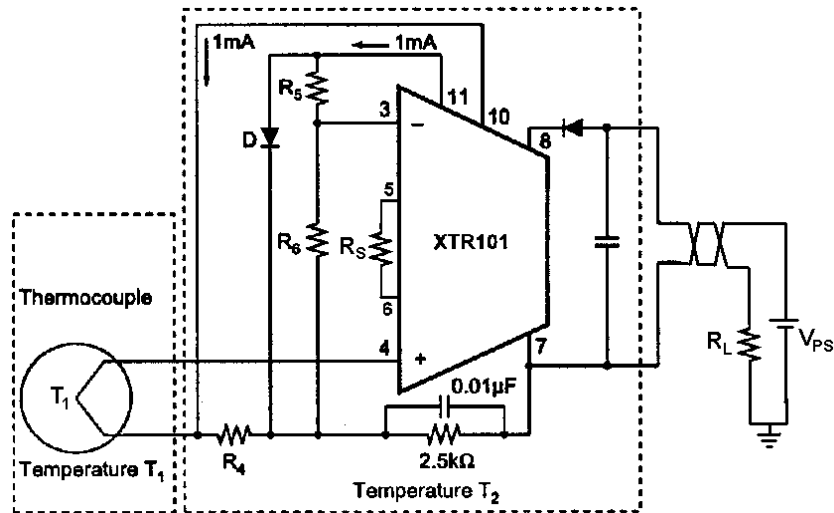 1mA
1mA
R5
11
10
3
−
8
D
5
R6
RS
XTR101
6
Thermocouple
4
+
7
T1
0.01μF
RL
VPS
R4
2.5kΩ
Temperature T1
Temperature T2